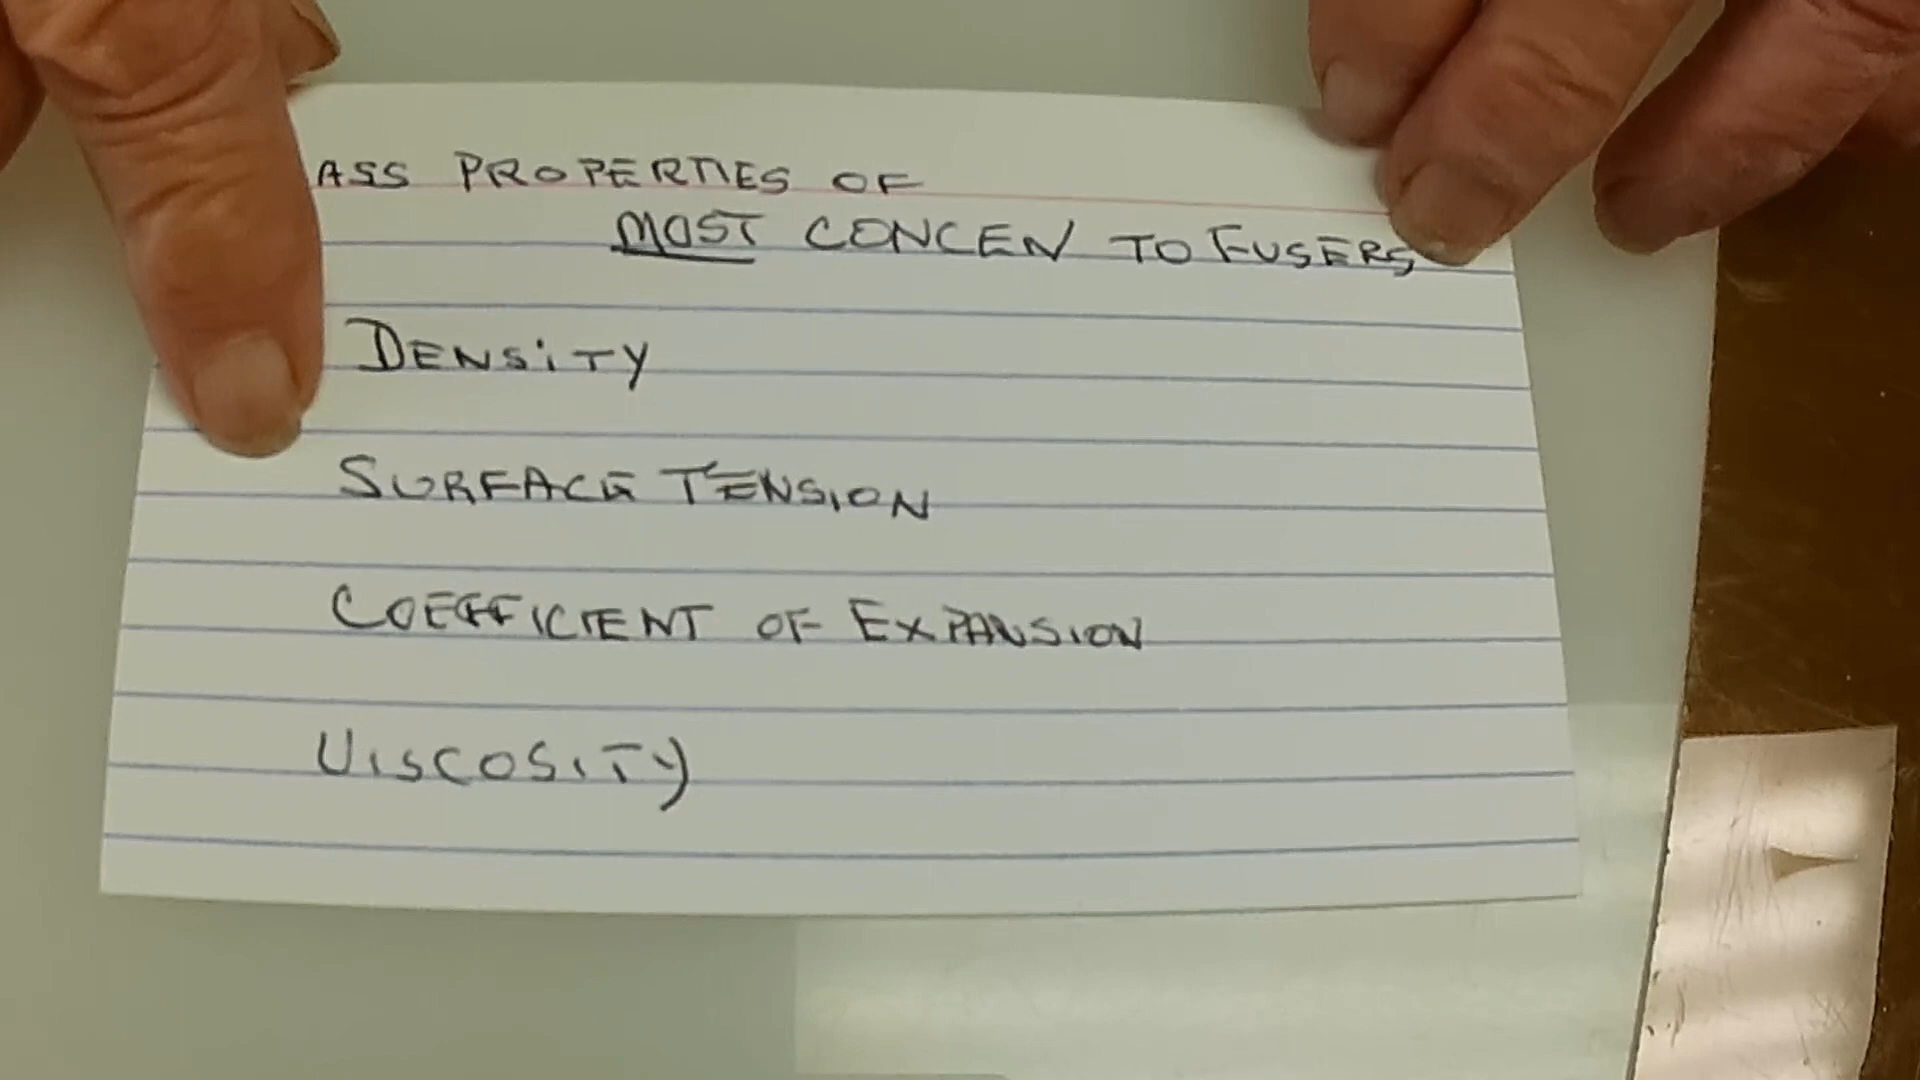 ASS PROPERTIES OF
MOST CONCEN TO FUSERS
DENSITY
SURFACE TENSION
COEFFICIENT OF EXPANSION
VISCOSITY